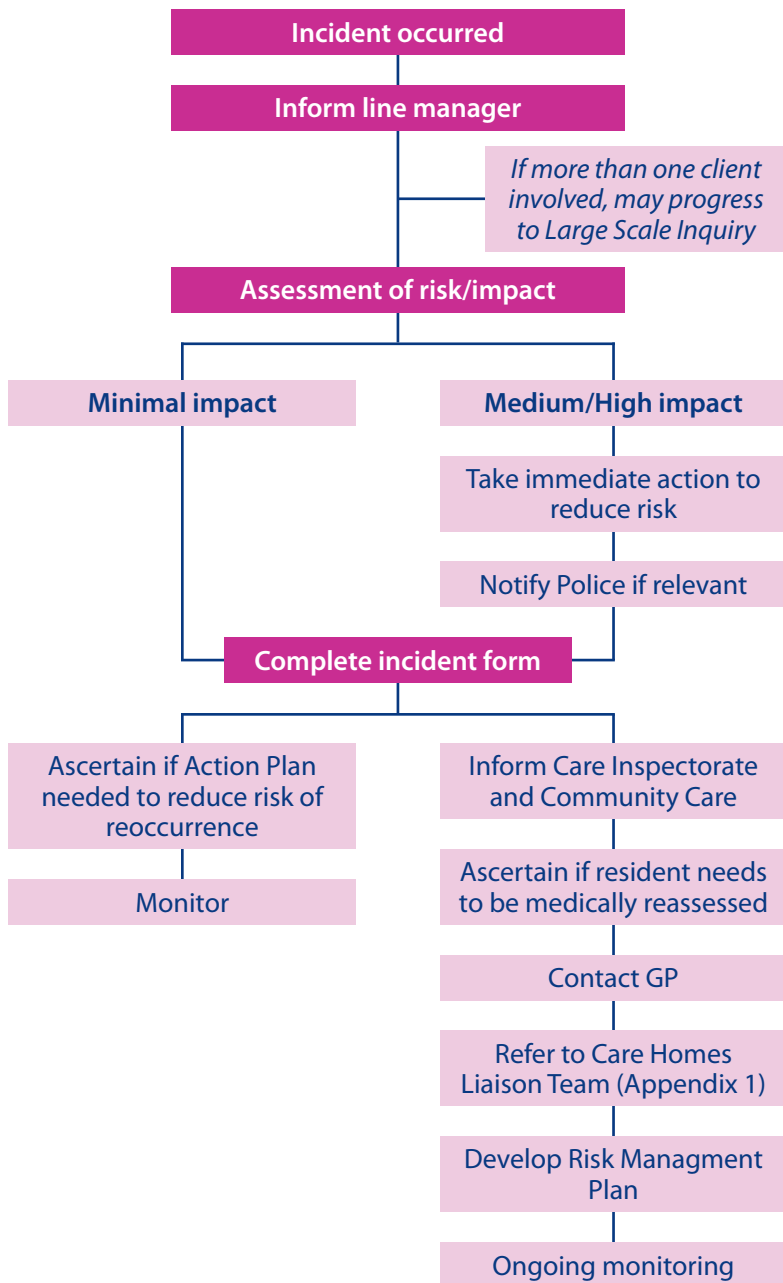 Incident occurred
Inform line manager
If more than one client
involved, may progress
to Large Scale Inquiry
Assessment of risk/impact
Minimal impact
Medium/High impact
Take immediate action to
reduce risk
Notify Police if relevant
Complete incident form
Ascertain if Action Plan
needed to reduce risk of
reoccurrence
Monitor
Inform Care Inspectorate
and Community Care
Ascertain if resident needs
to be medically reassessed
Contact GP
Refer to Care Homes
Liaison Team (Appendix 1)
Develop Risk Managment
Plan
Ongoing monitoring